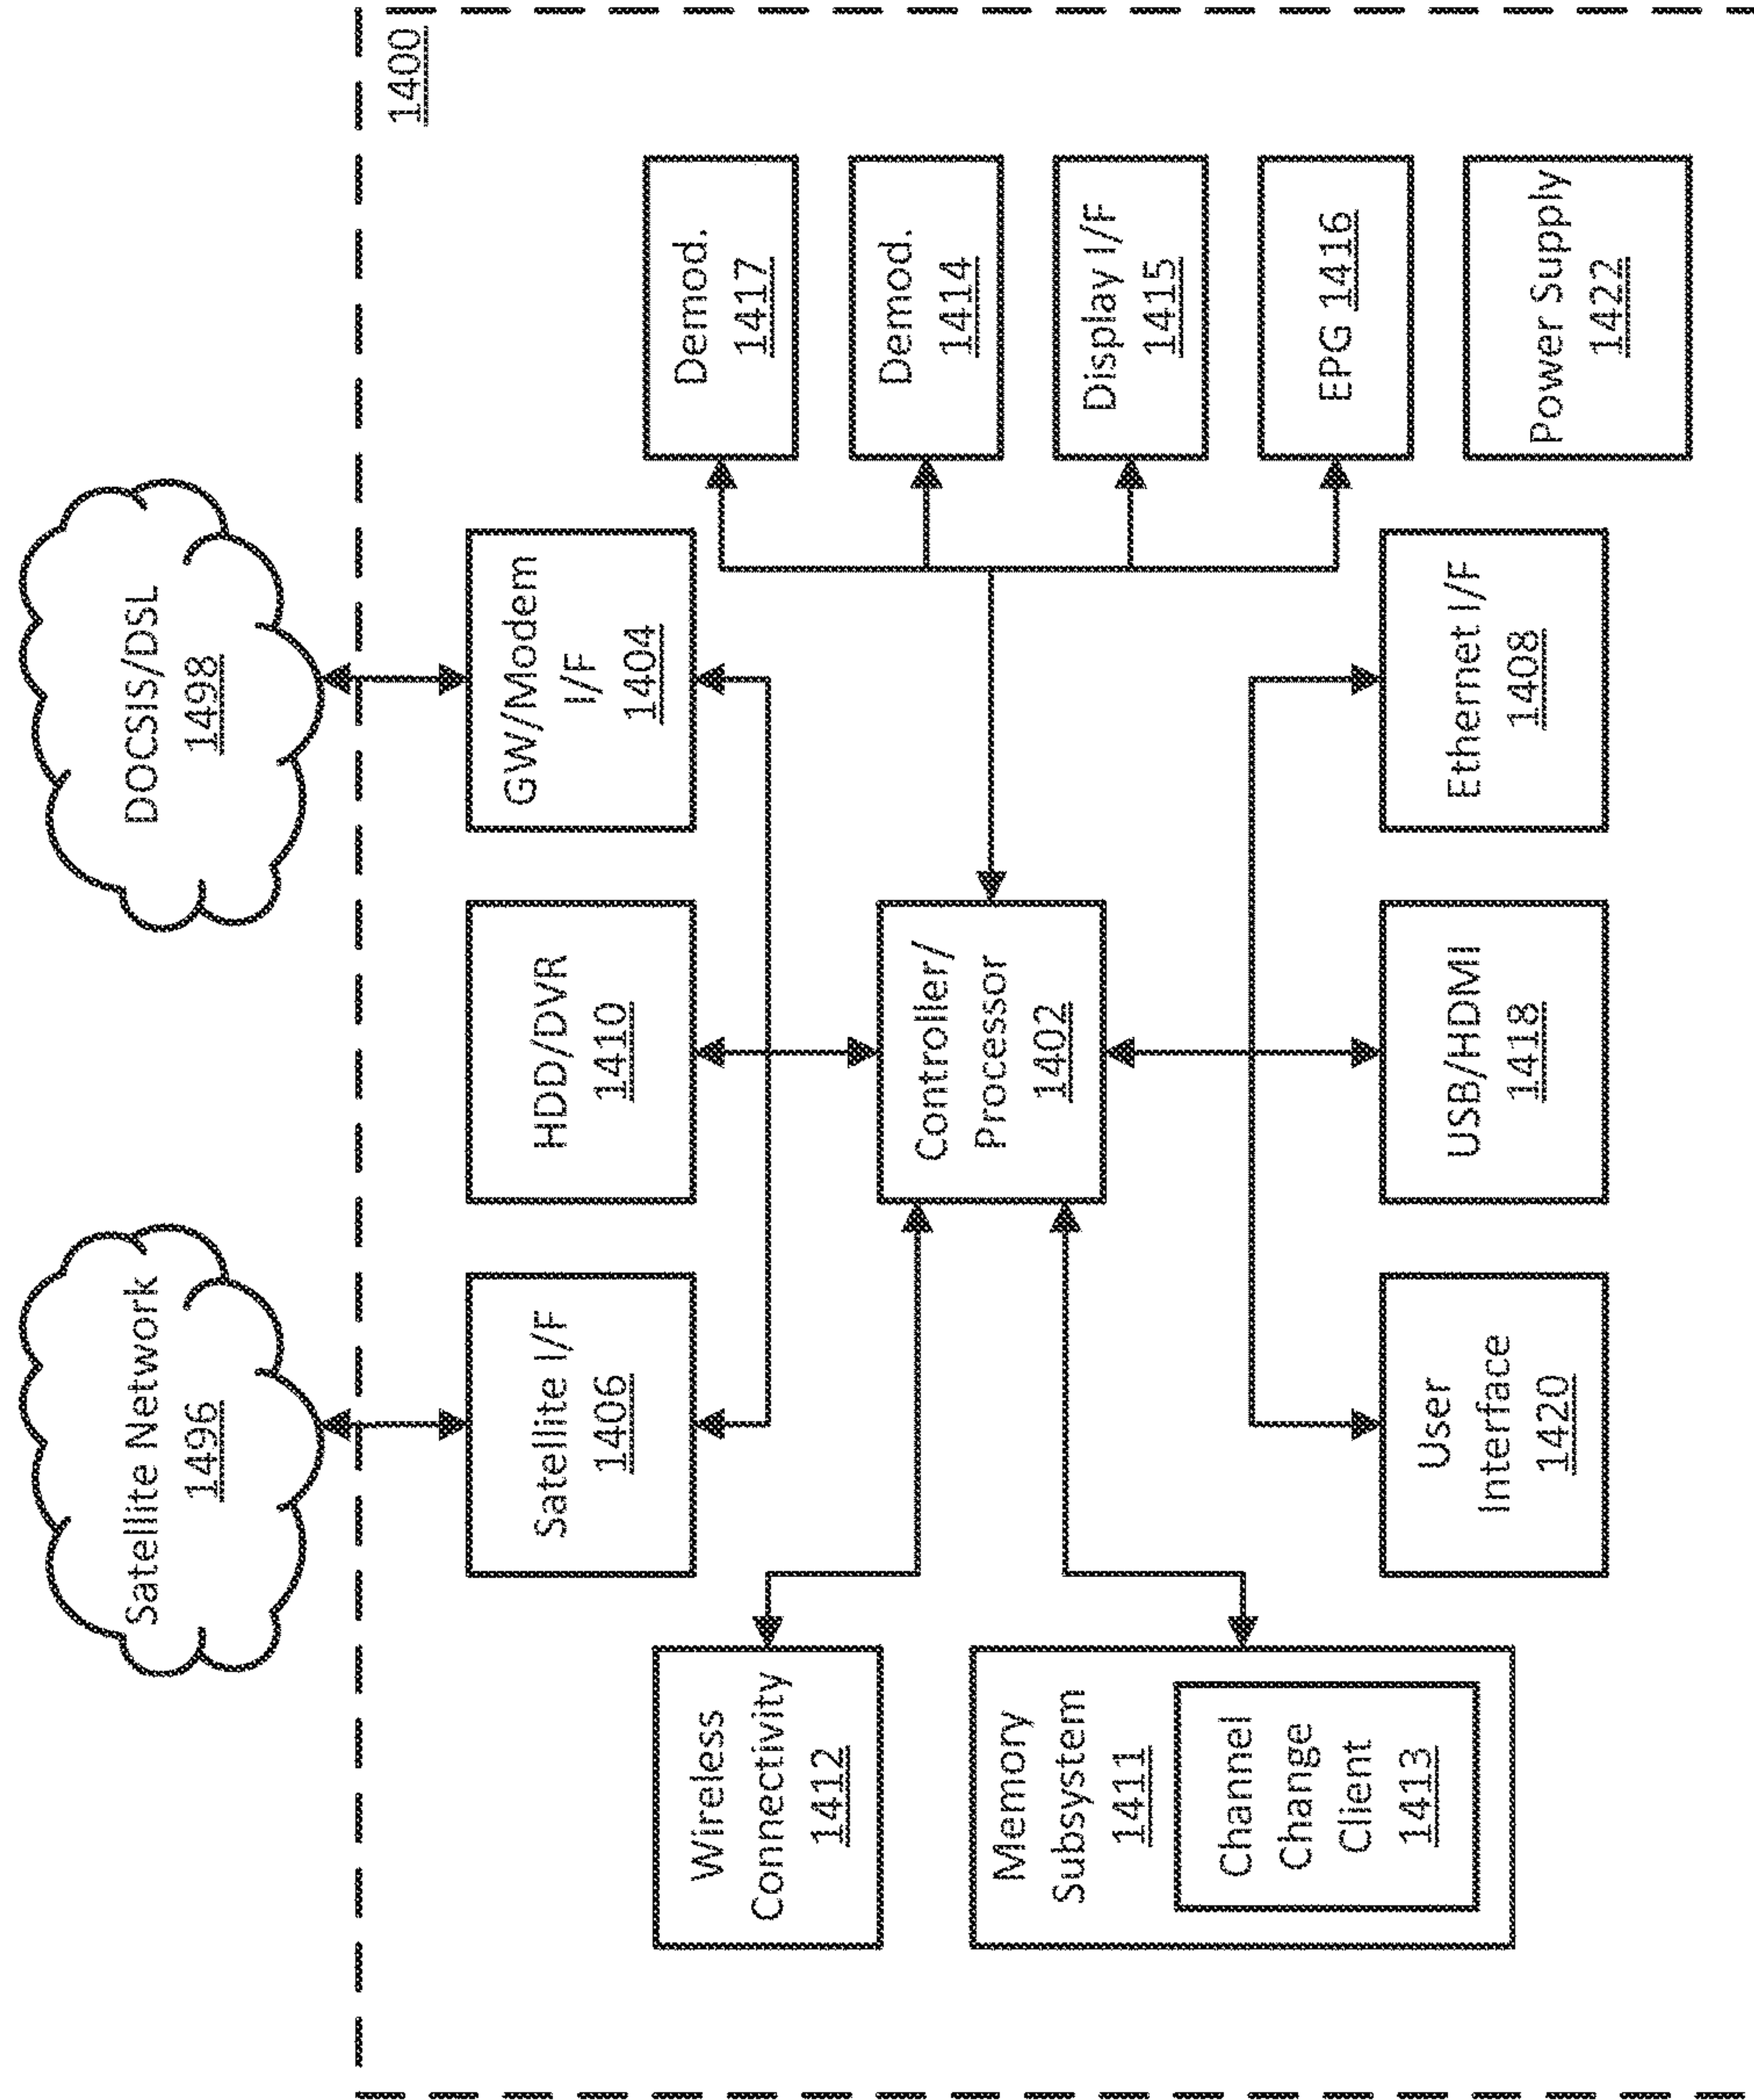 Satellite Network
1496
DOCSIS/DSL
1498
1400
Satellite I/F
1406
HDD/DVR
1410
GW/Modem
I/F
1404
Wireless
Connectivity
1412
Controller/
Processor
1402
Demod.
1417
Demod.
1414
Display I/F
1415
EPG 1416
Power Supply
1422
Memory
Subsystem
1411
Channel
Change
Client
1413
User
Interface
1420
USB/HDMI
1418
Ethernet I/F
1408